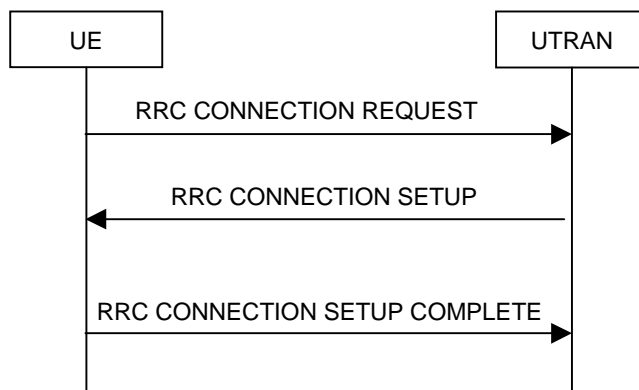 UE
UTRAN
RRC CONNECTION REQUEST
RRC CONNECTION SETUP
RRC CONNECTION SETUP COMPLETE